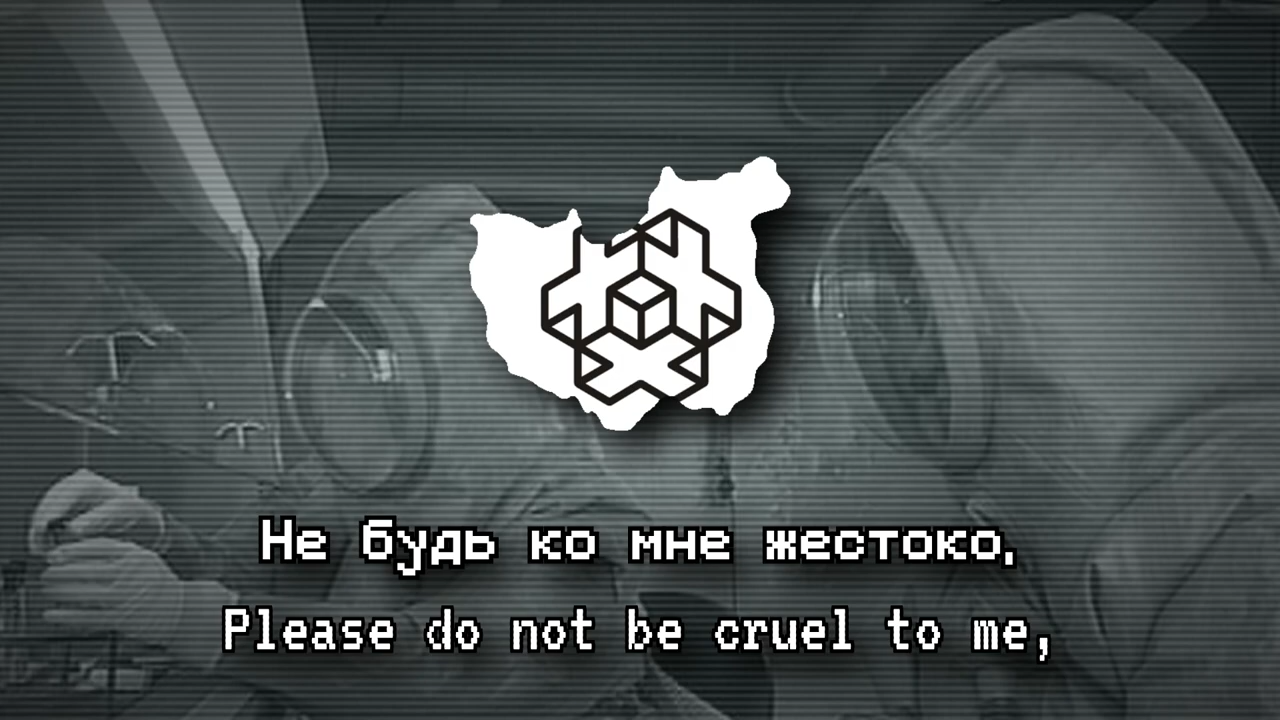 Не будь ко мне жестоко.
Please do not be cruel to me,